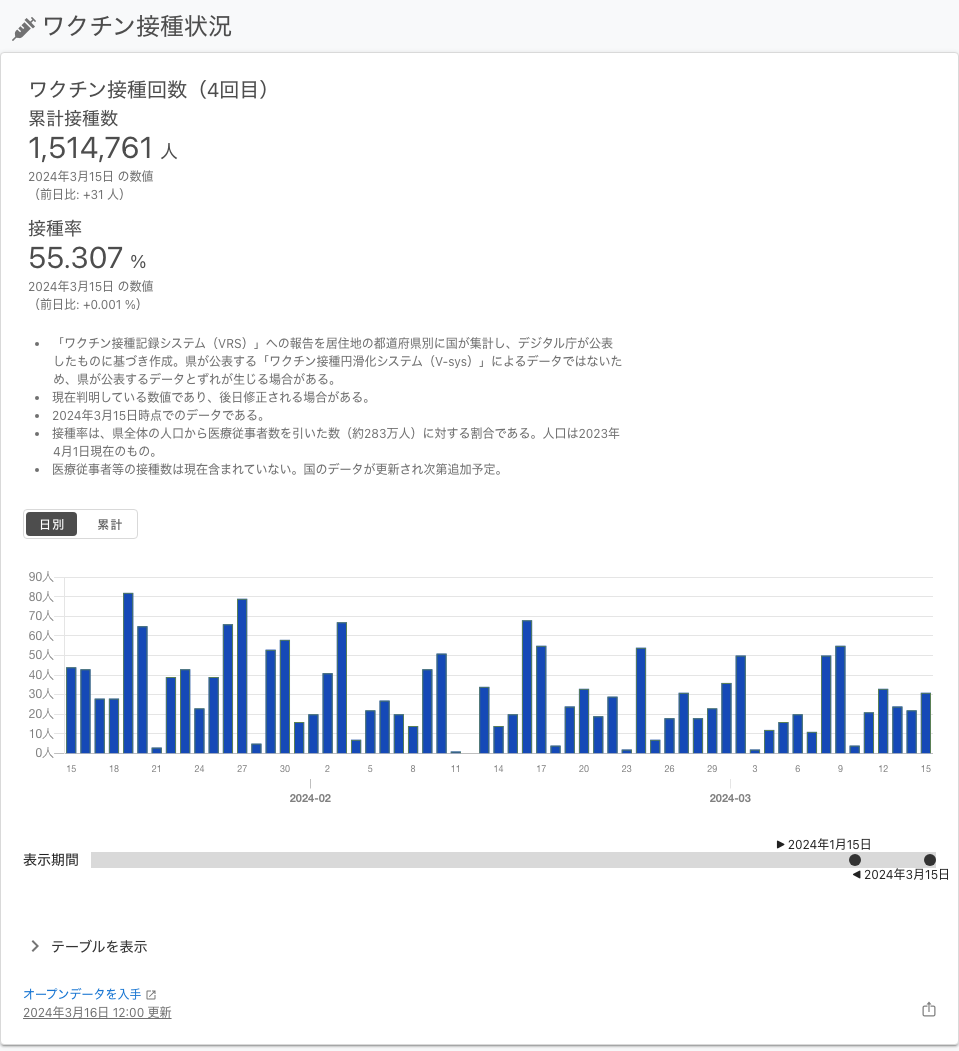 ワクチン接種状況
ワクチン接種回数（4回目）
累計接種数
1,514,761 人
2024年3月15日 の数値
（前日比: +31 人）
接種率
55.307 %
2024年3月15日 の数値
（前日比: +0.001 %）
• 「ワクチン接種記録システム（VRS）」への報告を居住地の都道府県別に国が集計し、デジタル庁が公表
したものに基づき作成。県が公表する「ワクチン接種円滑化システム（V-sys）」によるデータではないた
め、県が公表するデータとずれが生じる場合がある。
• 現在判明している数値であり、後日修正される場合がある。
• 2024年3月15日時点でのデータである。
• 接種率は、県全体の人口から医療従事者数を引いた数（約283万人）に対する割合である。人口は2023年
4月1日現在のもの。
• 医療従事者等の接種数は現在含まれていない。国のデータが更新され次第追加予定。
日別 累計
90人
80人
70人
60人
50人
40人
30人
20人
10人
0人
15 18 21 24 27 30 2 5 8 11 14 17 20 23 26 29 3 6 9 12 15
2024-02 2024-03
▶ 2024年1月15日
表示期間
◀ 2024年3月15日
テーブルを表示
オープンデータを入手
2024年3月16日 12:00 更新